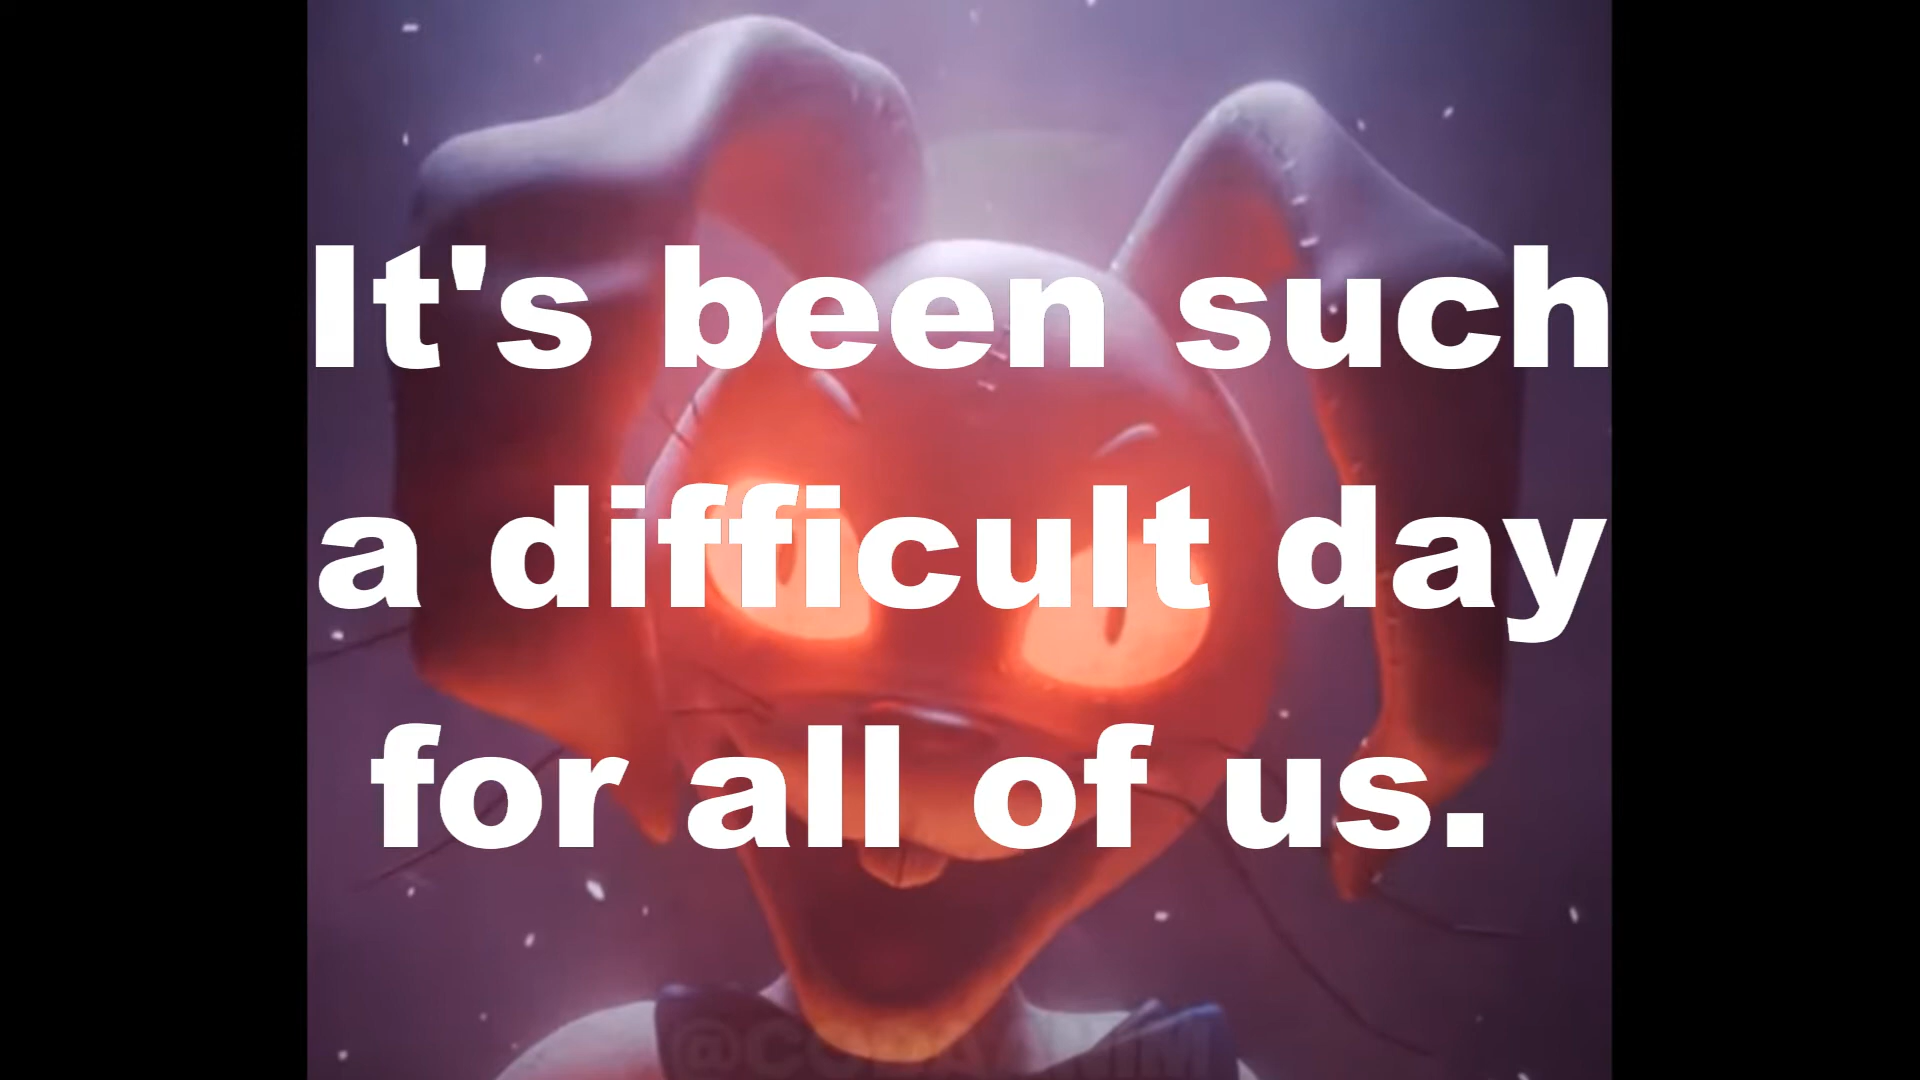 It's been such
a difficult day
for all of us.